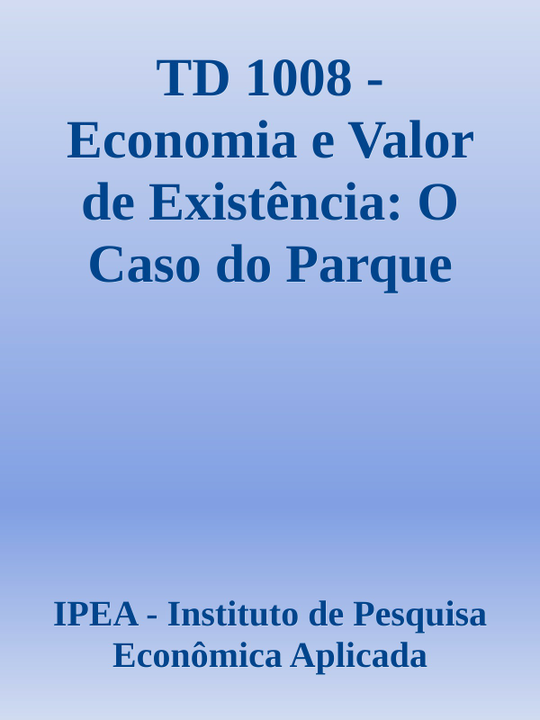 TD 1008 -
Economia e Valor
de Existência: O
Caso do Parque
IPEA - Instituto de Pesquisa
Econômica Aplicada